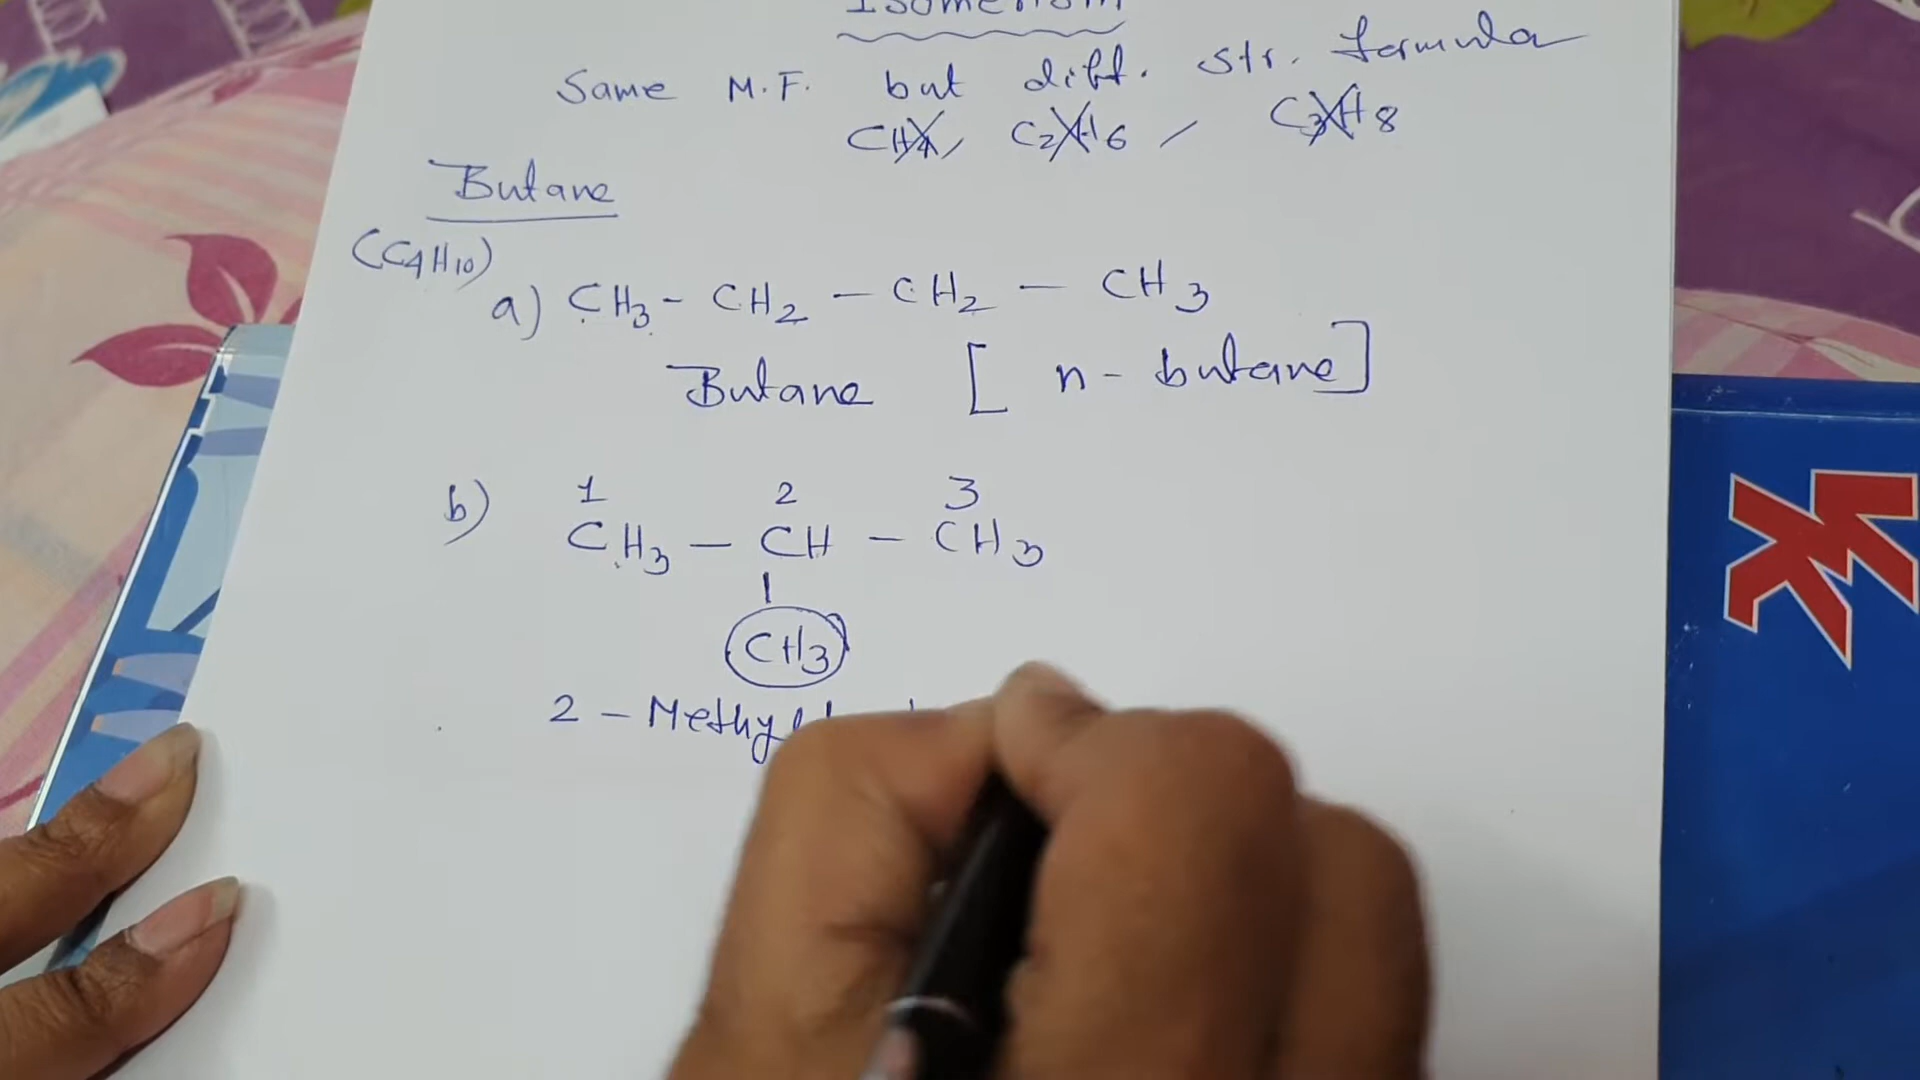 Isomerism
Same M.F. but diff. str. formula
CH4, C2H6, C3H8
Butane
(C4H10)
a) CH3 - CH2 - CH2 - CH3
Butane [n-butane]
b) 1 2 3
CH3 - CH - CH3
CH3
2 - Methyl